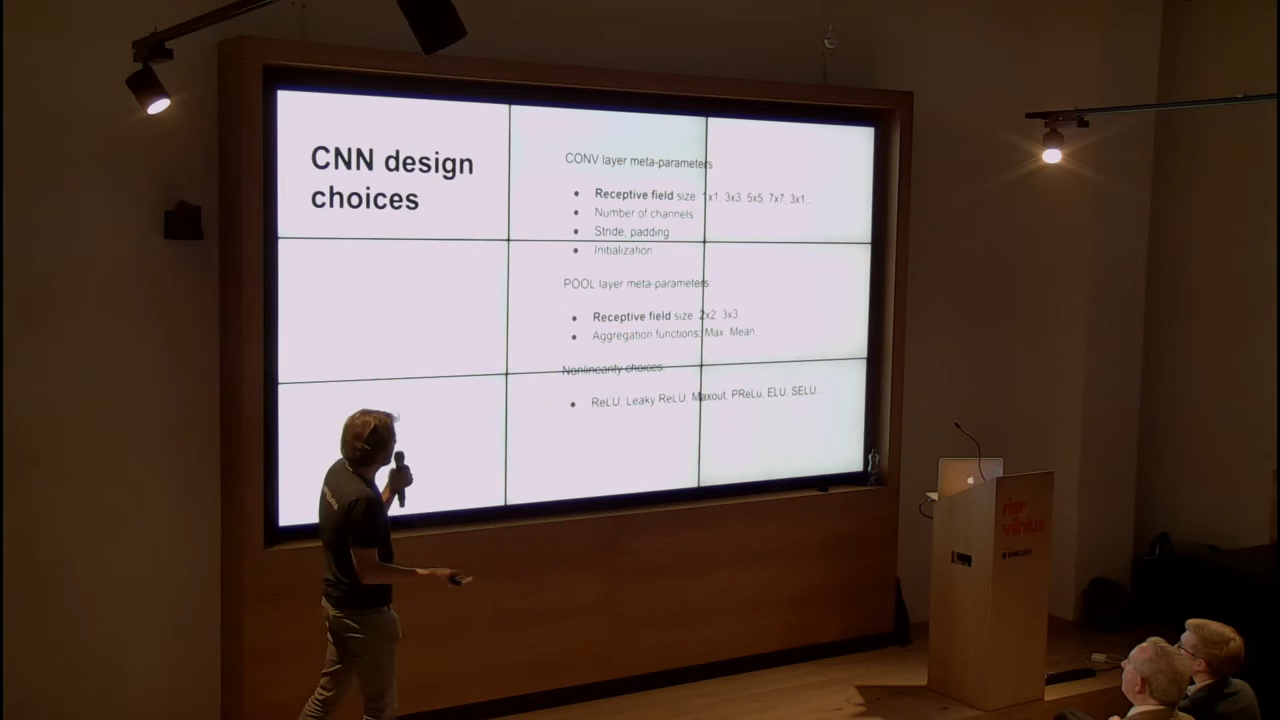 CNN design
choices
CONV layer meta-parameters
● Receptive field size: 1x1, 3x3, 5x5, 7x7, 3x1...
● Number of channels
● Stride, padding
● Initialization
POOL layer meta-parameters
● Receptive field size: 2x2, 3x3
● Aggregation functions: Max, Mean
Nonlinearity choices:
● ReLU, Leaky ReLU, Maxout, PReLu, ELU, SELU...
rise
vilnius
BARCLAYS